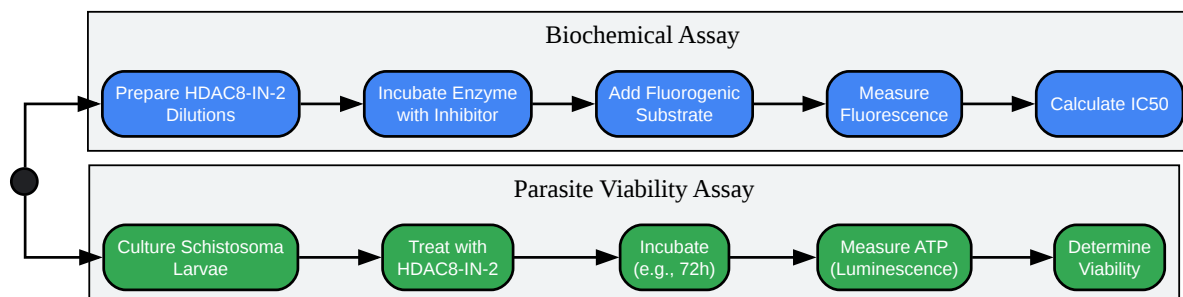 Biochemical Assay
Prepare HDAC8-IN-2
Dilutions
Incubate Enzyme
with Inhibitor
Add Fluorogenic
Substrate
Measure
Fluorescence
Calculate IC50
Parasite Viability Assay
Culture Schistosoma
Larvae
Treat with
HDAC8-IN-2
Incubate
(e.g., 72h)
Measure ATP
(Luminescence)
Determine
Viability